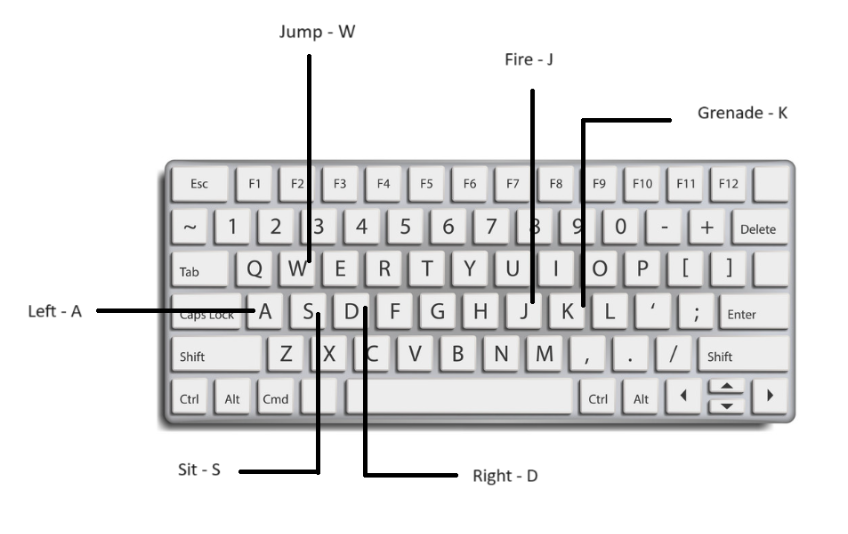 Jump - W
Fire - J
Grenade - K
Esc F1 F2 F3 F4 F5 F6 F7 F8 F9 F10 F11 F12
~ 1 2 3 4 5 6 7 8 9 0 - + Delete
Tab Q W E R T Y U I O P [ ]
Left - A
Caps Lock A S D F G H J K L ‘ ; Enter
Shift Z X C V B N M , . / Shift
Ctrl Alt Cmd Ctrl Alt
Sit - S
Right - D